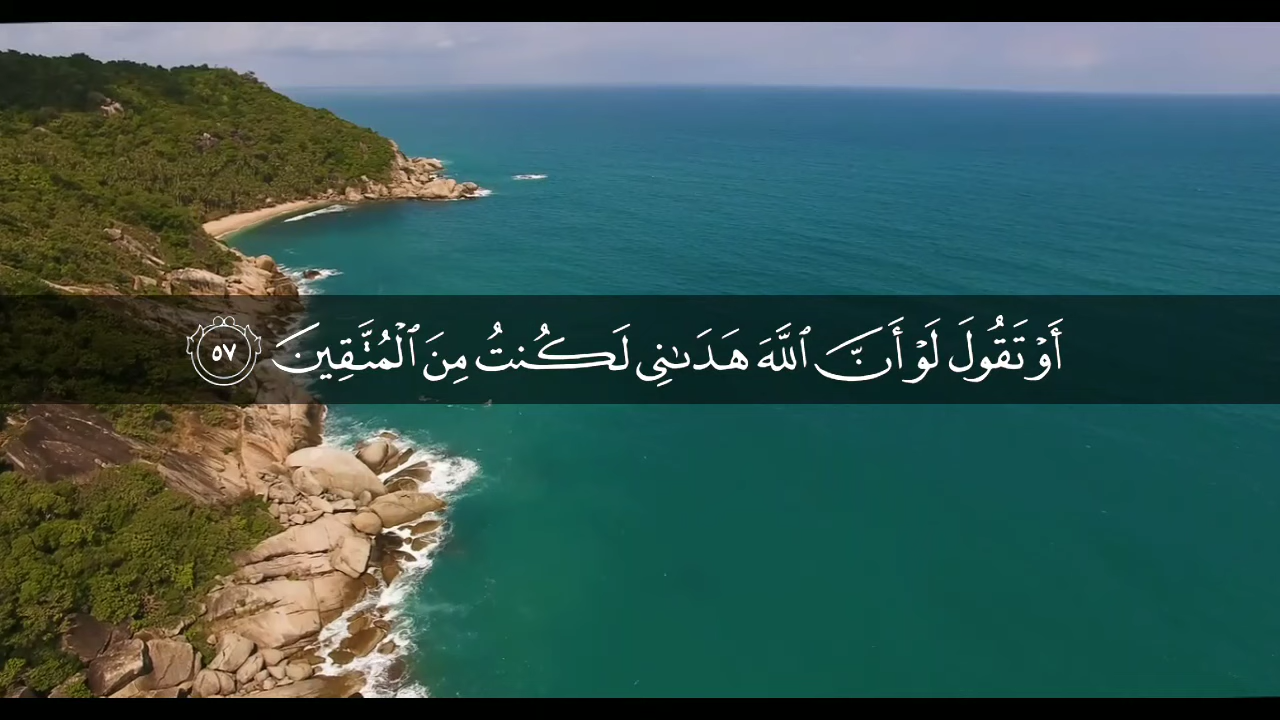 أَوْ تَقُولَ لَوْ أَنَّ ٱللَّهَ هَدَىٰنِى لَكُنتُ مِنَ ٱلْمُتَّقِينَ ٥٧